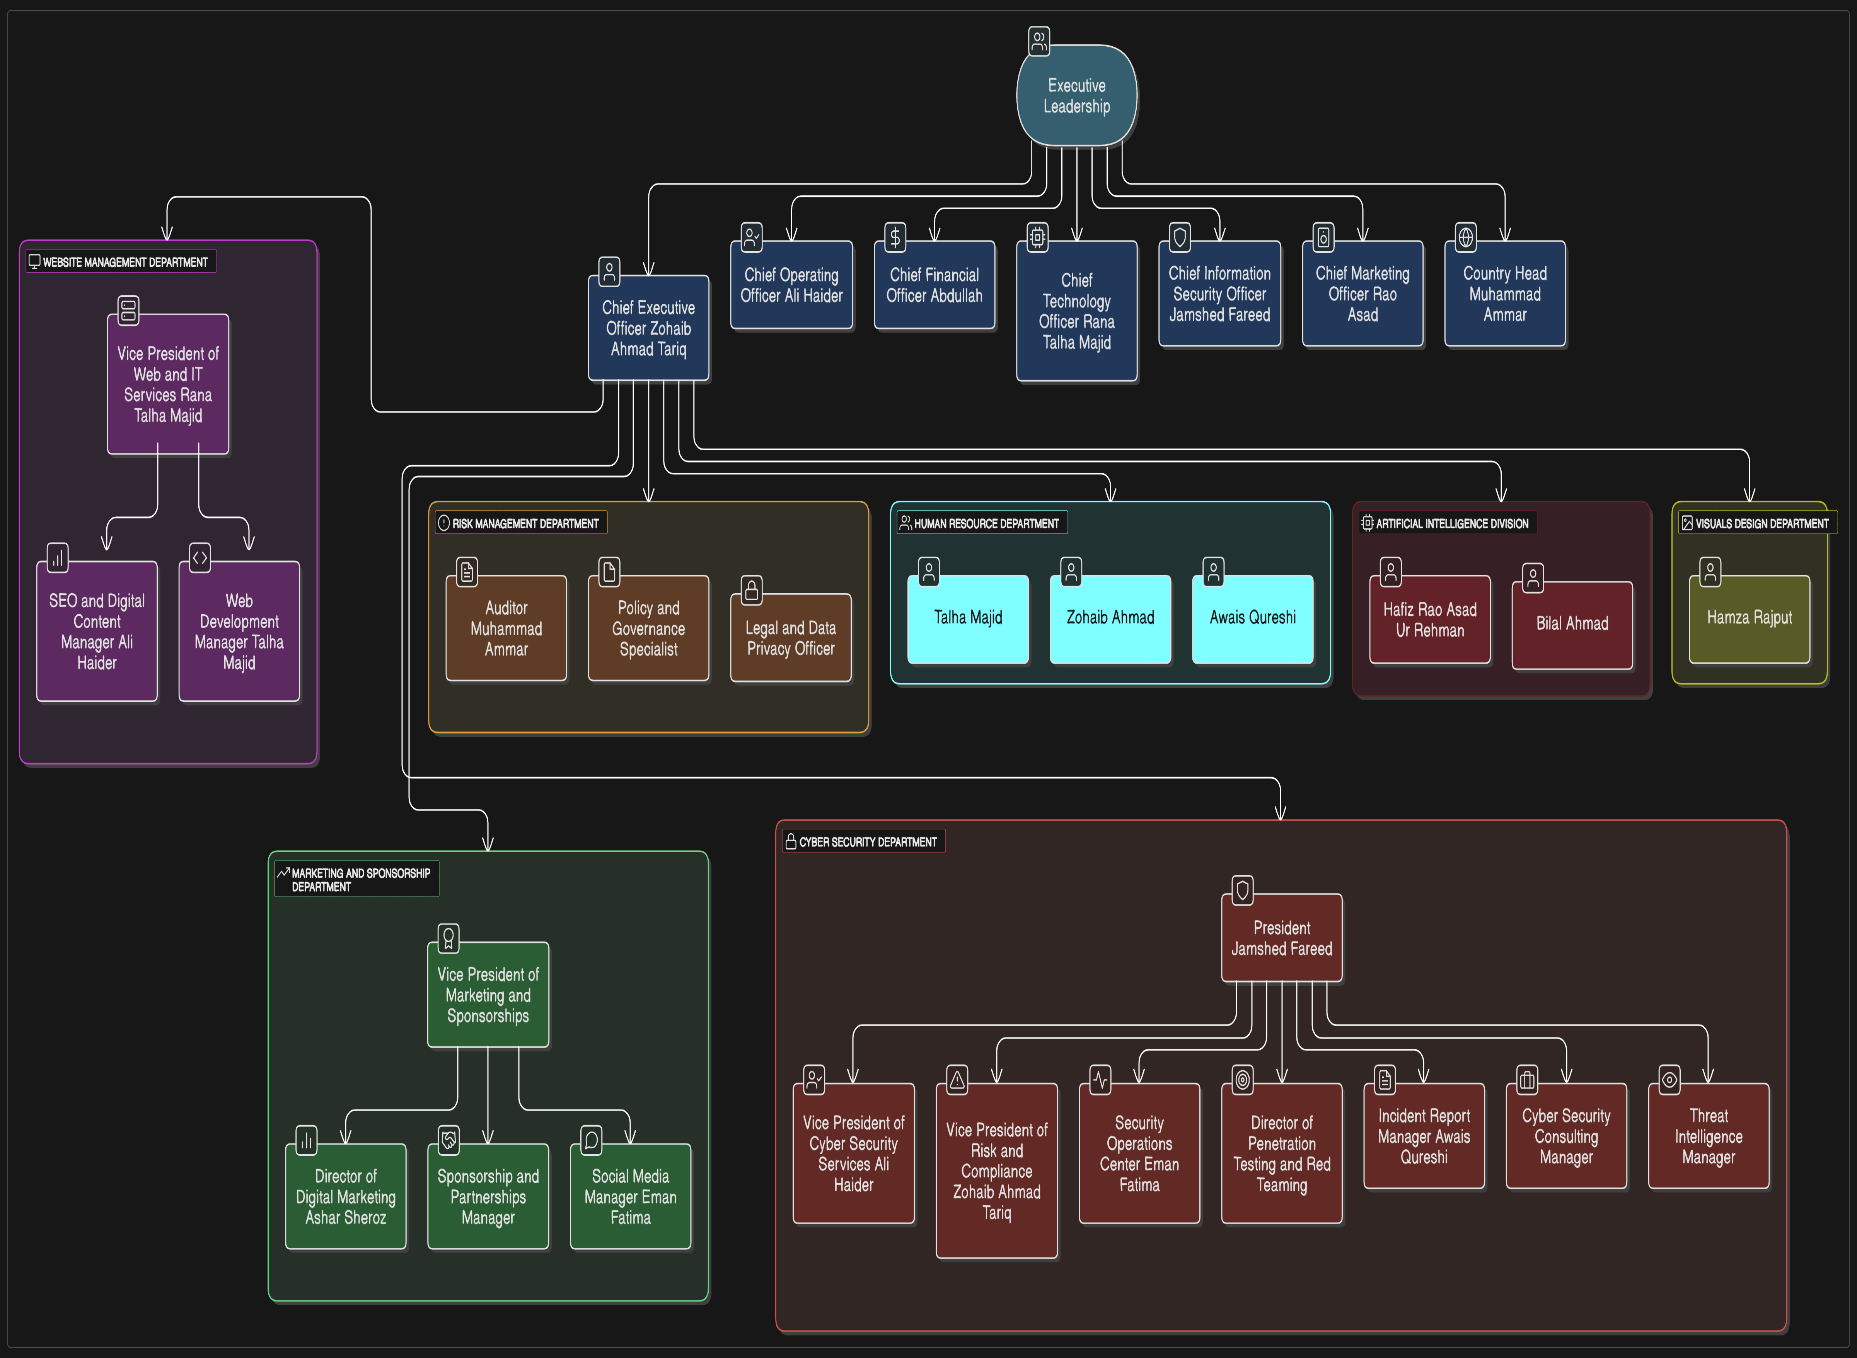 Executive
Leadership
Chief Executive
Officer Zohaib
Ahmad Tariq
Chief Operating
Officer Ali Haider
Chief Financial
Officer Abdullah
Chief
Technology
Officer Rana
Talha Majid
Chief Information
Security Officer
Jamshed Fareed
Chief Marketing
Officer Rao
Asad
Country Head
Muhammad
Ammar
WEBSITE MANAGEMENT DEPARTMENT
Vice President of
Web and IT
Services Rana
Talha Majid
SEO and Digital
Content
Manager Ali
Haider
Web
Development
Manager Talha
Majid
RISK MANAGEMENT DEPARTMENT
Auditor
Muhammad
Ammar
Policy and
Governance
Specialist
Legal and Data
Privacy Officer
HUMAN RESOURCE DEPARTMENT
Talha Majid
Zohaib Ahmad
Awais Qureshi
ARTIFICIAL INTELLIGENCE DIVISION
Hafiz Rao Asad
Ur Rehman
Bilal Ahmad
VISUALS DESIGN DEPARTMENT
Hamza Rajput
MARKETING AND SPONSORSHIP
DEPARTMENT
Vice President of
Marketing and
Sponsorships
Director of
Digital Marketing
Ashar Sheroz
Sponsorship and
Partnerships
Manager
Social Media
Manager Eman
Fatima
CYBER SECURITY DEPARTMENT
President
Jamshed Fareed
Vice President of
Cyber Security
Services Ali
Haider
Vice President of
Risk and
Compliance
Zohaib Ahmad
Tariq
Security
Operations
Center Eman
Fatima
Director of
Penetration
Testing and Red
Teaming
Incident Report
Manager Awais
Qureshi
Cyber Security
Consulting
Manager
Threat
Intelligence
Manager